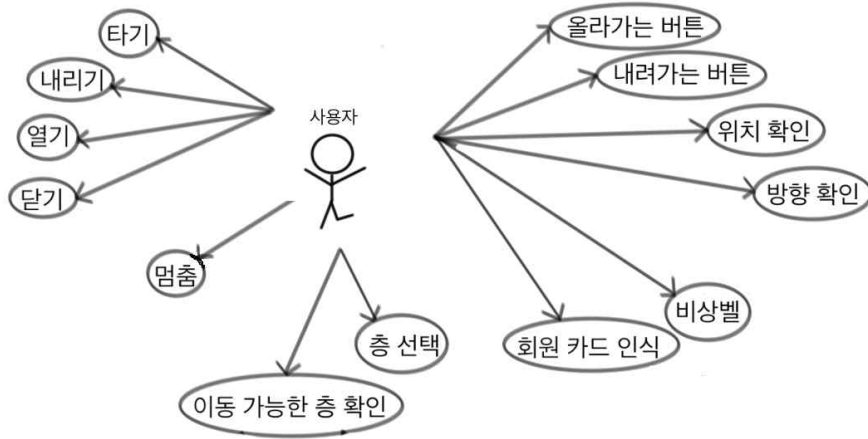 타기
올라가는 버튼
내리기
내려가는 버튼
사용자
열기
위치 확인
닫기
방향 확인
멈춤
비상벨
층 선택
회원 카드 인식
이동 가능한 층 확인